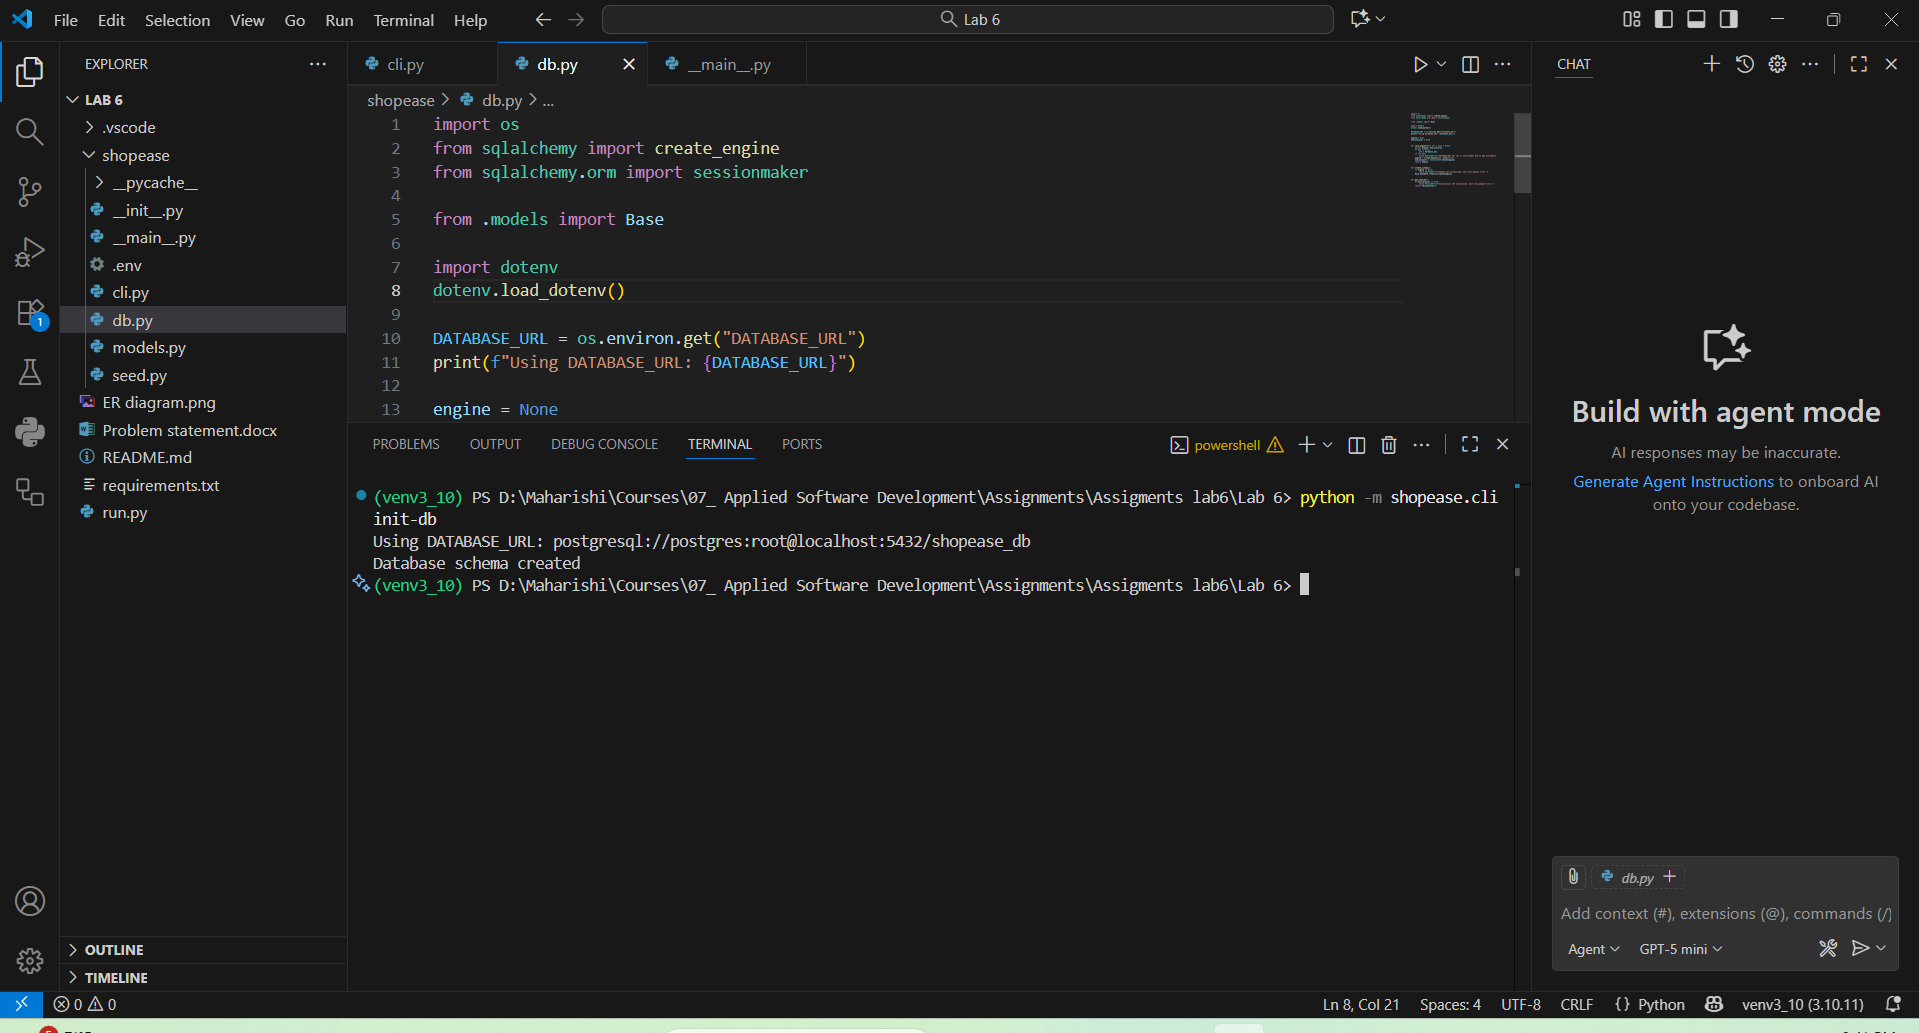 File Edit Selection View Go Run Terminal Help
Lab 6
EXPLORER
LAB 6
.vscode
shopease
__pycache__
__init__.py
__main__.py
.env
cli.py
db.py
models.py
seed.py
ER diagram.png
Problem statement.docx
README.md
requirements.txt
run.py
OUTLINE
TIMELINE
1
cli.py db.py __main__.py
shopease > db.py > ...
1 import os
2 from sqlalchemy import create_engine
3 from sqlalchemy.orm import sessionmaker
4
5 from .models import Base
6
7 import dotenv
8 dotenv.load_dotenv()
9
10 DATABASE_URL = os.environ.get("DATABASE_URL")
11 print(f"Using DATABASE_URL: {DATABASE_URL}")
12
13 engine = None
PROBLEMS OUTPUT DEBUG CONSOLE TERMINAL PORTS
powershell
(venv3_10) PS D:\Maharishi\Courses\07_ Applied Software Development\Assignments\Assigments lab6\Lab 6> python -m shopease.cli
init-db
Using DATABASE_URL: postgresql://postgres:root@localhost:5432/shopease_db
Database schema created
(venv3_10) PS D:\Maharishi\Courses\07_ Applied Software Development\Assignments\Assigments lab6\Lab 6>
CHAT
Build with agent mode
AI responses may be inaccurate.
Generate Agent Instructions to onboard AI
onto your codebase.
db.py
Add context (#), extensions (@), commands (/)
Agent GPT-5 mini
0 0
Ln 8, Col 21 Spaces: 4 UTF-8 CRLF {} Python venv3_10 (3.10.11)